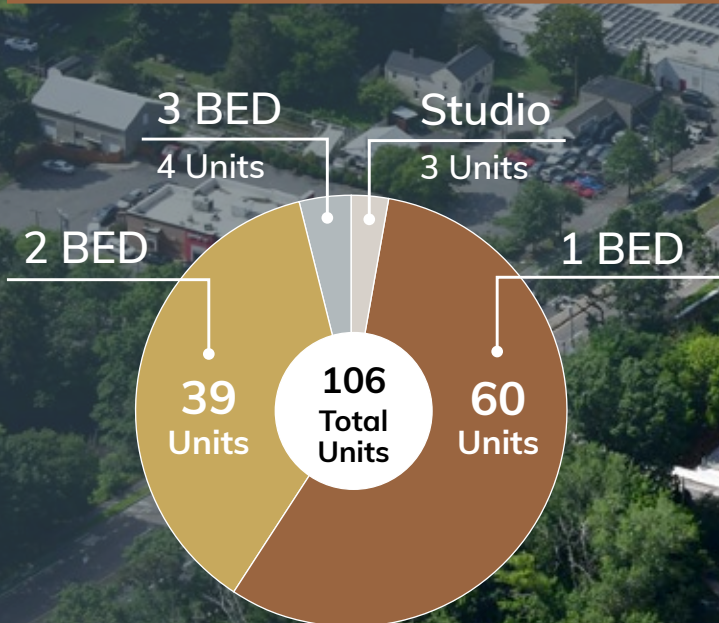 3 BED
4 Units
Studio
3 Units
2 BED
1 BED
39
Units
106
Total
Units
60
Units